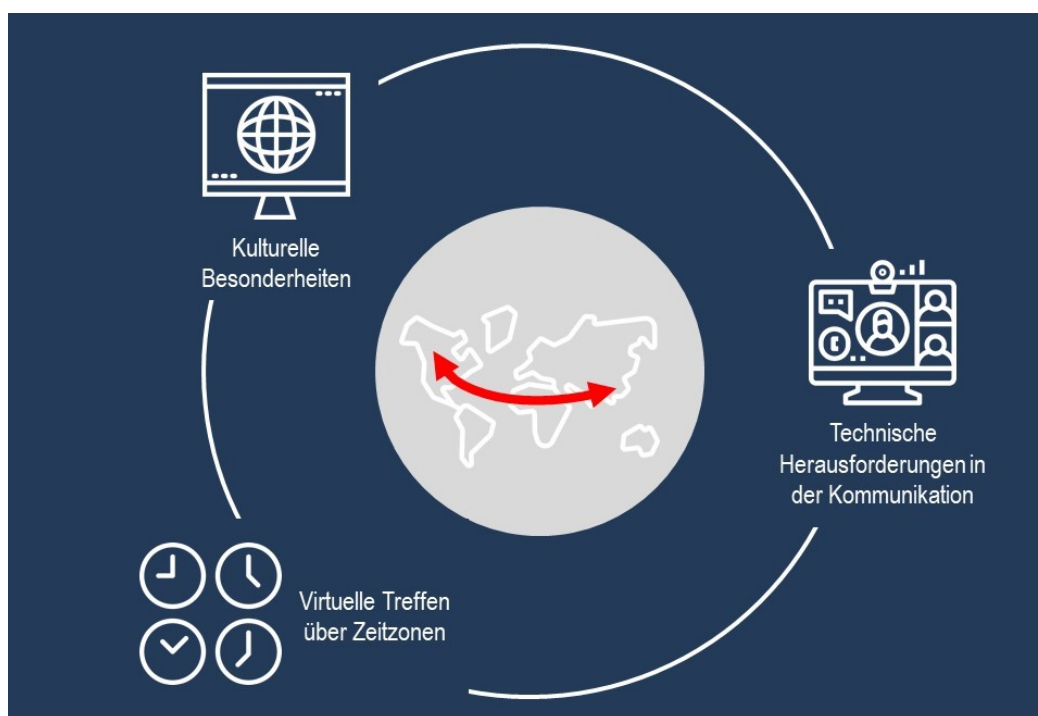 Kulturelle
Besonderheiten
Technische
Herausforderungen in
der Kommunikation
Virtuelle Treffen
über Zeitzonen